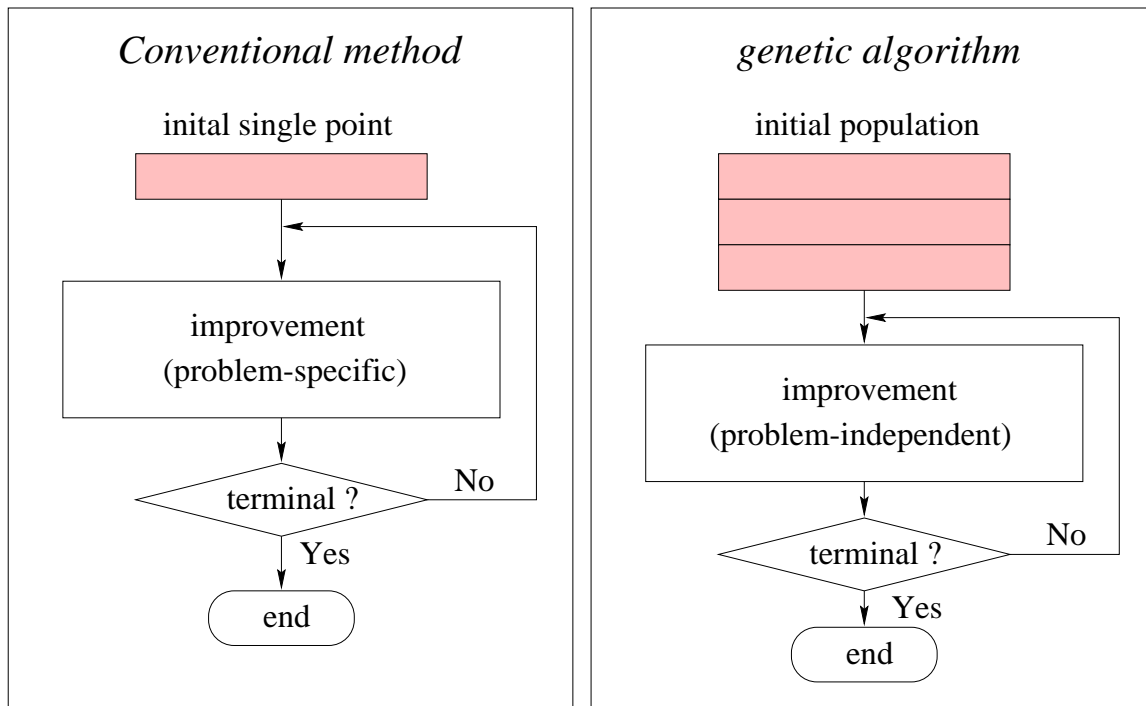 Conventional method
inital single point
improvement
(problem-specific)
terminal ?
No
Yes
end
genetic algorithm
initial population
improvement
(problem-independent)
terminal ?
No
Yes
end